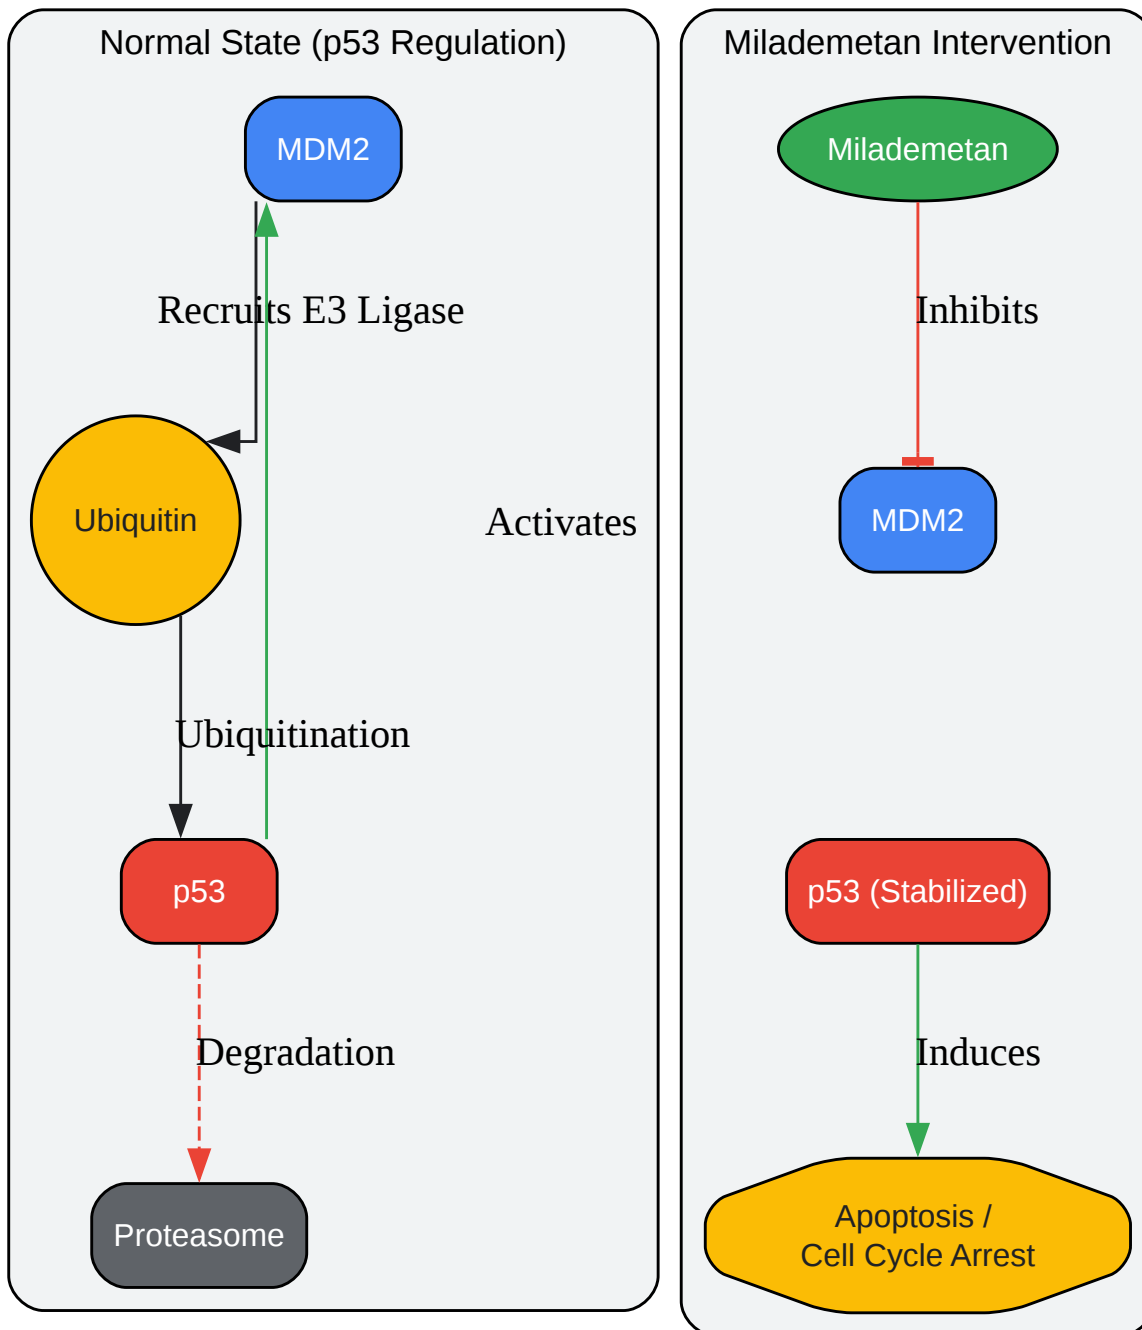 Normal State (p53 Regulation)
MDM2
Recruits E3 Ligase
Ubiquitin
Activates
Ubiquitination
p53
Degradation
Proteasome
Milademetan Intervention
Milademetan
Inhibits
MDM2
p53 (Stabilized)
Induces
Apoptosis /
Cell Cycle Arrest